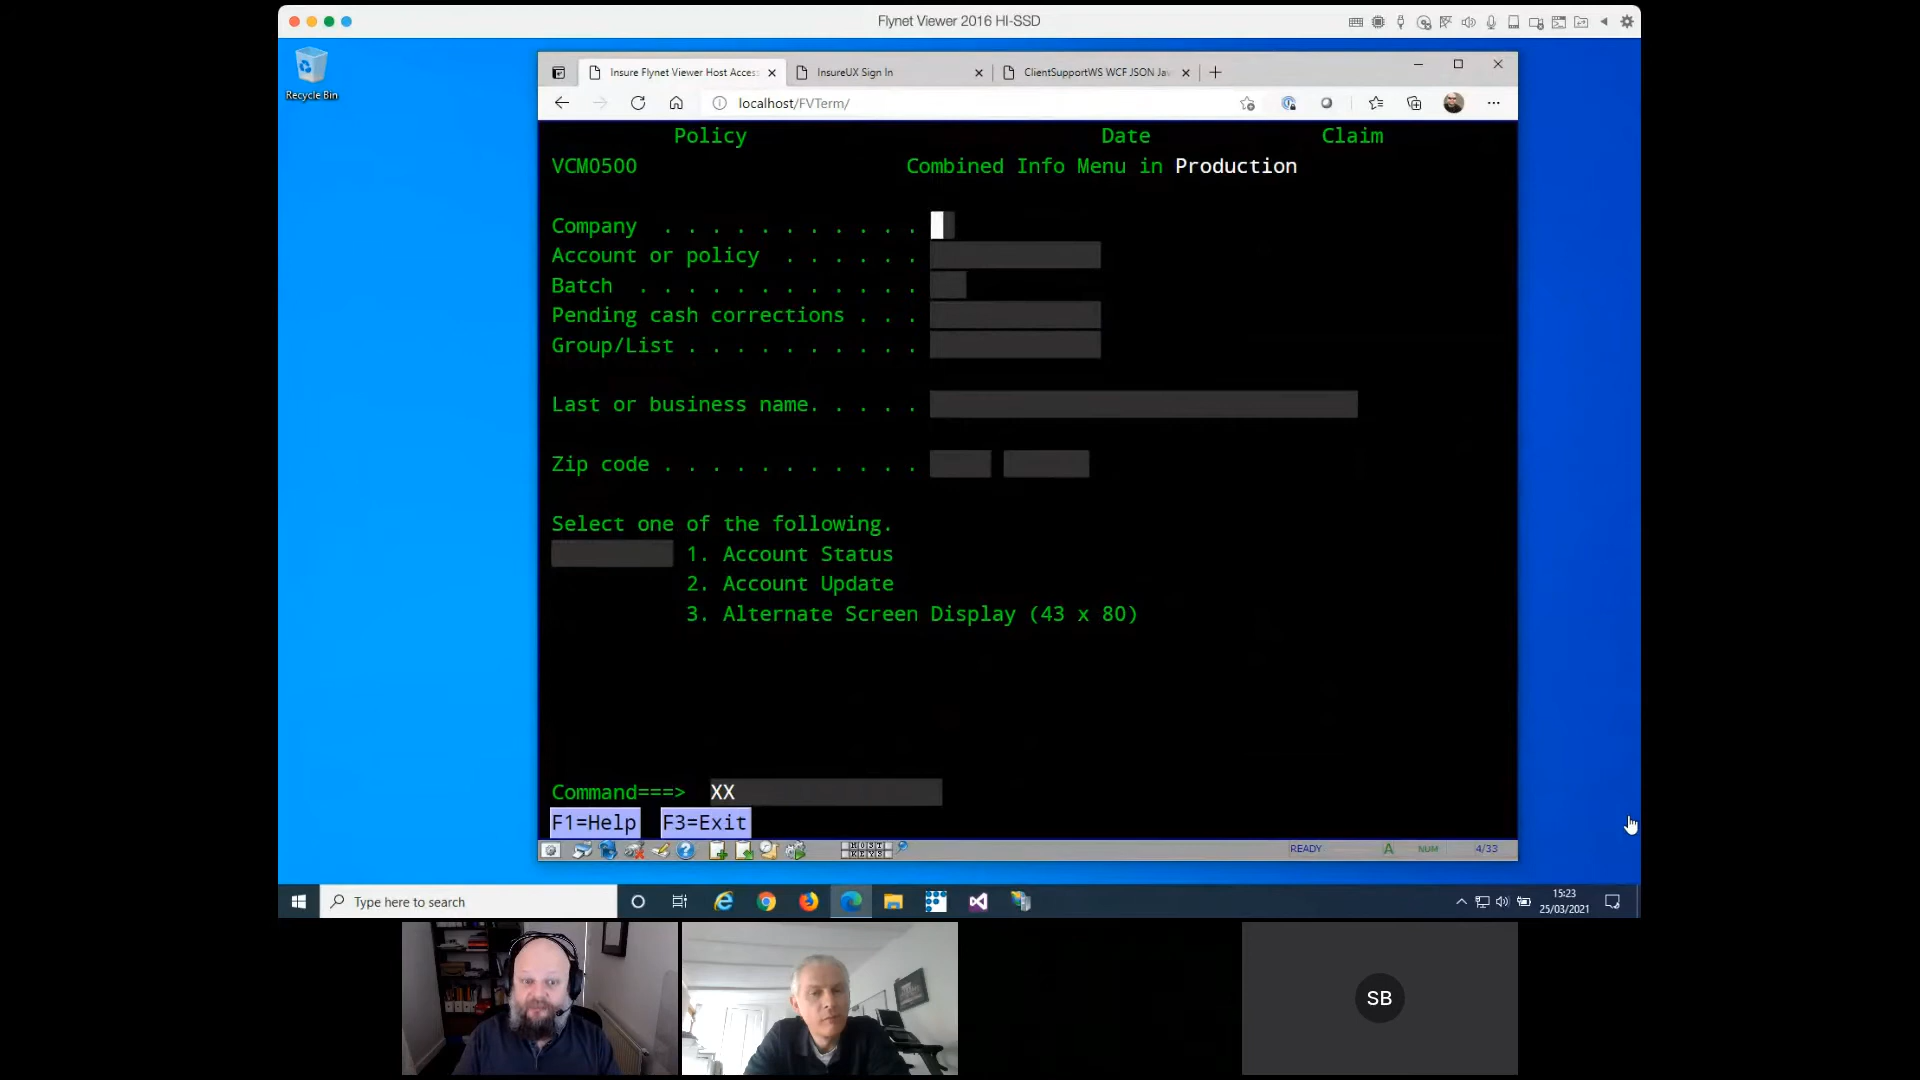 Flynet Viewer 2016 HI-SSD
Recycle Bin
Insure Flynet Viewer Host Acces
InsureUX Sign In
ClientSupportWS WCF JSON Jav
localhost/FVTerm/
Policy Date Claim
VCM0500 Combined Info Menu in Production
Company . . . . . . . . . . .
Account or policy . . . . . .
Batch . . . . . . . . . . . .
Pending cash corrections . . .
Group/List . . . . . . . . . .
Last or business name. . . . .
Zip code . . . . . . . . . . .
Select one of the following.
1. Account Status
2. Account Update
3. Alternate Screen Display (43 x 80)
Command===> XX
F1=Help F3=Exit
HOST
KEYS
READY A NUM 4/33
Type here to search
15:23
25/03/2021
SB